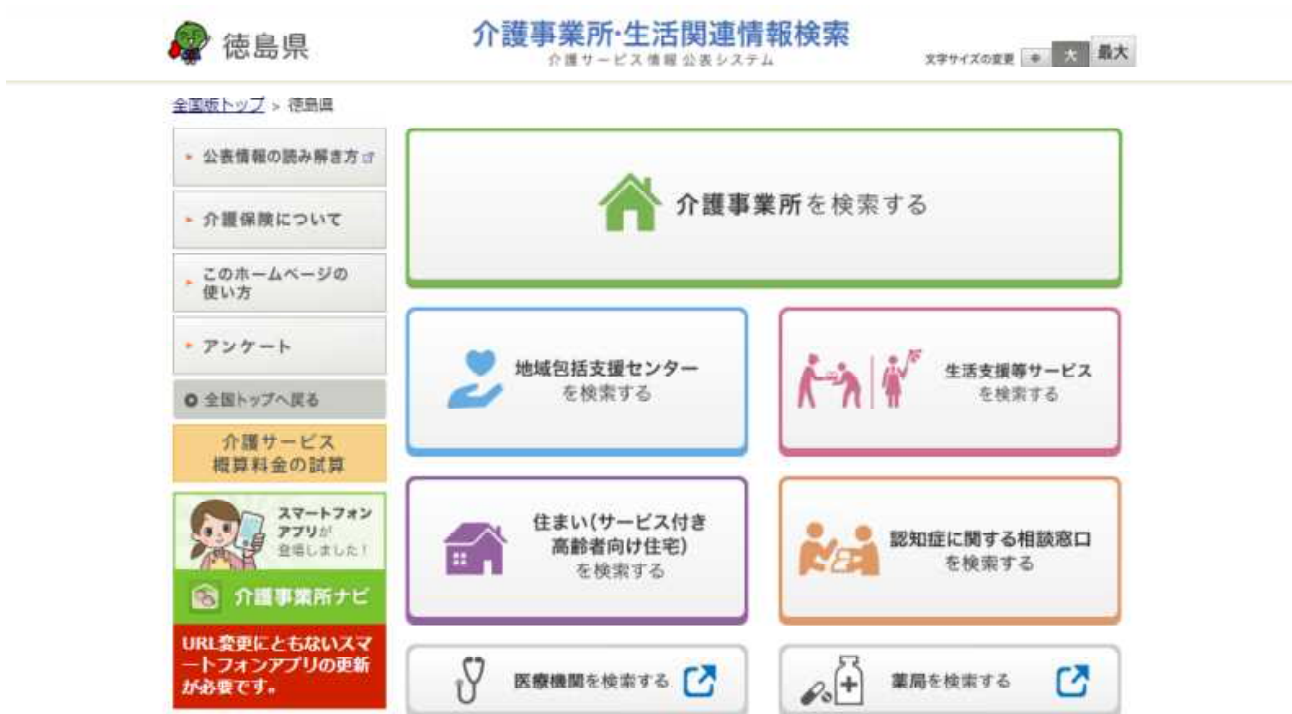 徳島県
介護事業所・生活関連情報検索
介護サービス情報公表システム
文字サイズの変更 中 大 最大
全国版トップ > 徳島県
公表情報の読み解き方
介護保険について
このホームページの
使い方
アンケート
全国トップへ戻る
介護サービス
概算料金の試算
スマートフォン
アプリが
登場しました!
介護事業所ナビ
URL変更にともないスマ
ートフォンアプリの更新
が必要です。
介護事業所を検索する
地域包括支援センター
を検索する
生活支援等サービス
を検索する
住まい(サービス付き
高齢者向け住宅)
を検索する
認知症に関する相談窓口
を検索する
医療機関を検索する
薬局を検索する